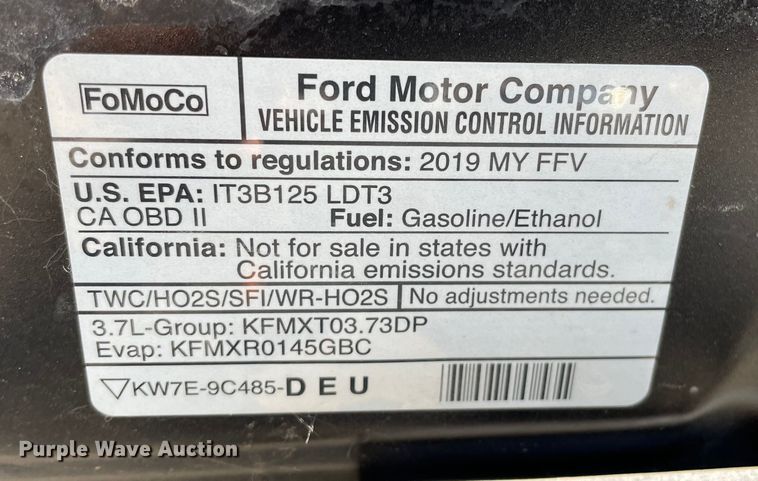 FoMoCo
Ford Motor Company
VEHICLE EMISSION CONTROL INFORMATION
Conforms to regulations: 2019 MY FFV
U.S. EPA: IT3B125 LDT3
CA OBD II Fuel: Gasoline/Ethanol
California: Not for sale in states with
California emissions standards.
TWC/HO2S/SFI/WR-HO2S No adjustments needed.
3.7L-Group: KFMXT03.73DP
Evap: KFMXR0145GBC
▽KW7E-9C485-D E U
Purple Wave Auction